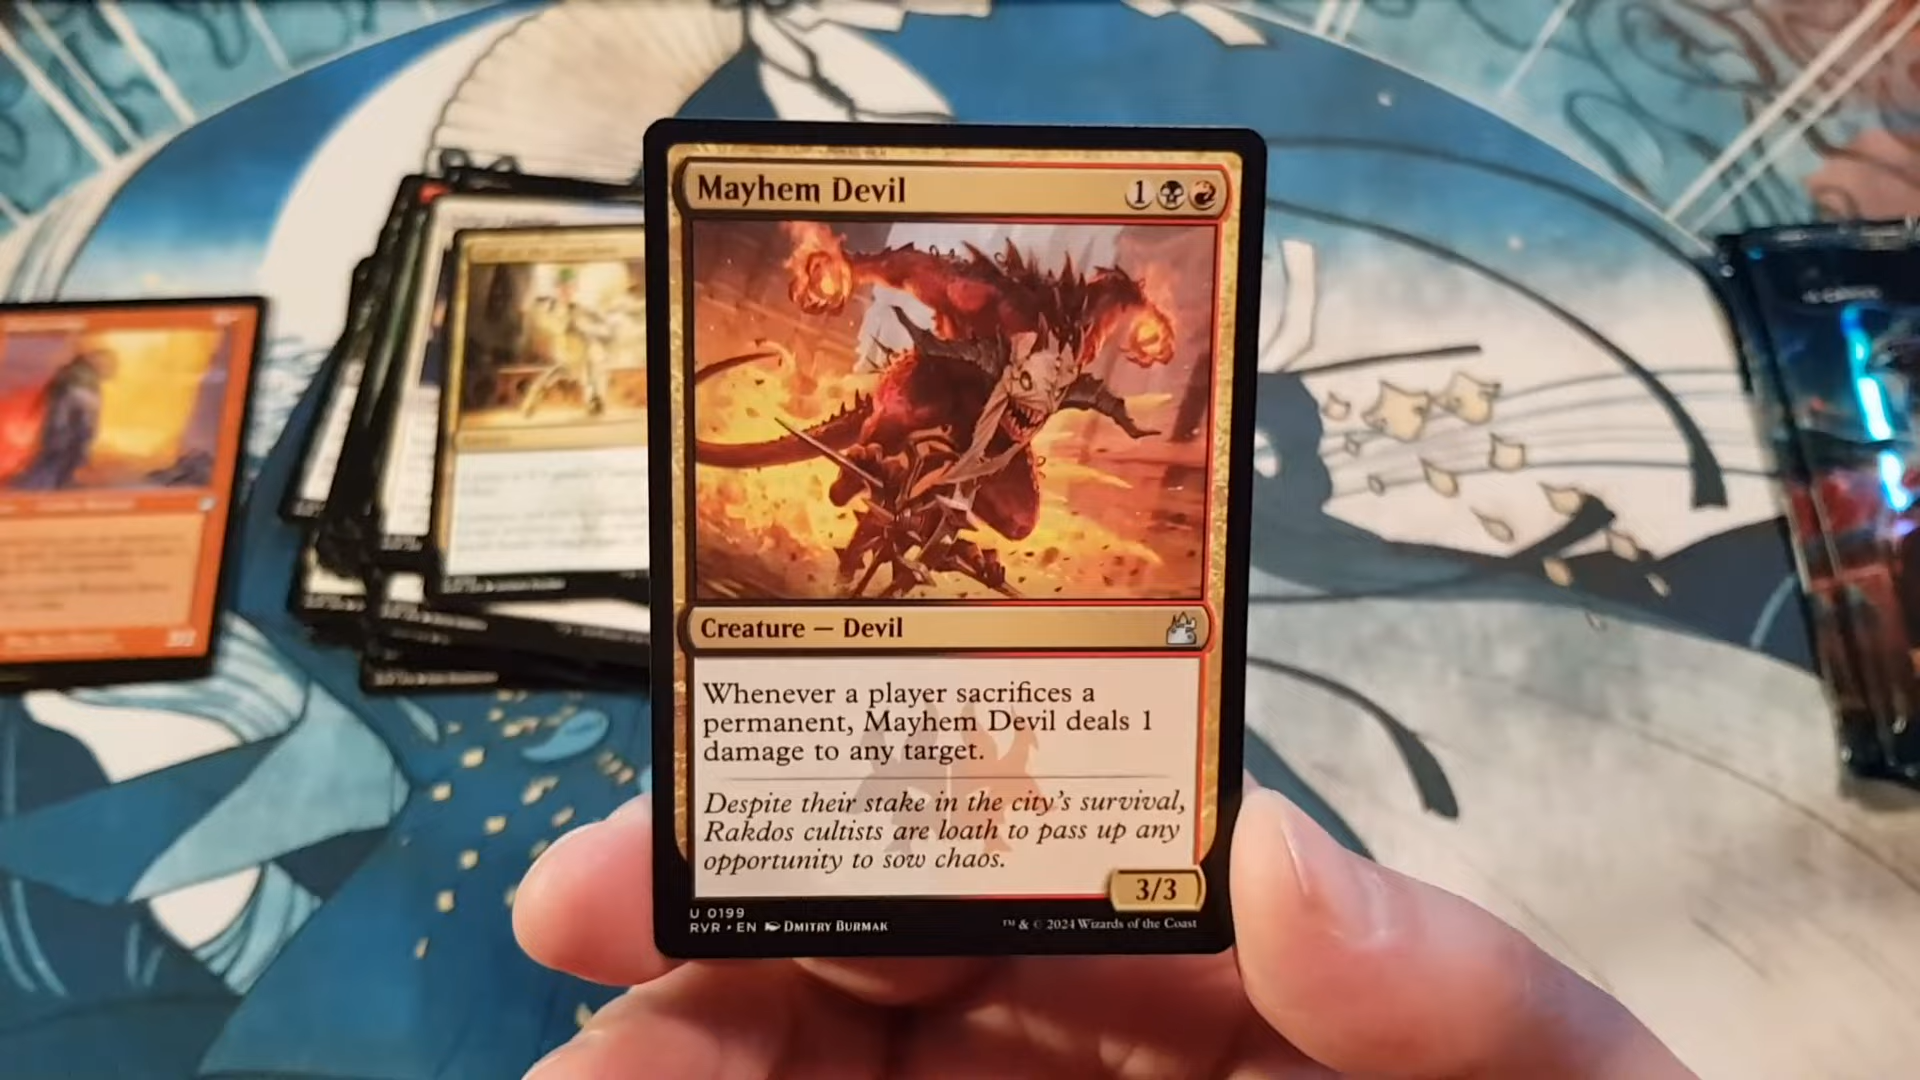 Mayhem Devil
1
Creature — Devil
Whenever a player sacrifices a
permanent, Mayhem Devil deals 1
damage to any target.
Despite their stake in the city's survival,
Rakdos cultists are loath to pass up any
opportunity to sow chaos.
3/3
U 0199
RVR • EN DMITRY BURMAK
™ & © 2024 Wizards of the Coast